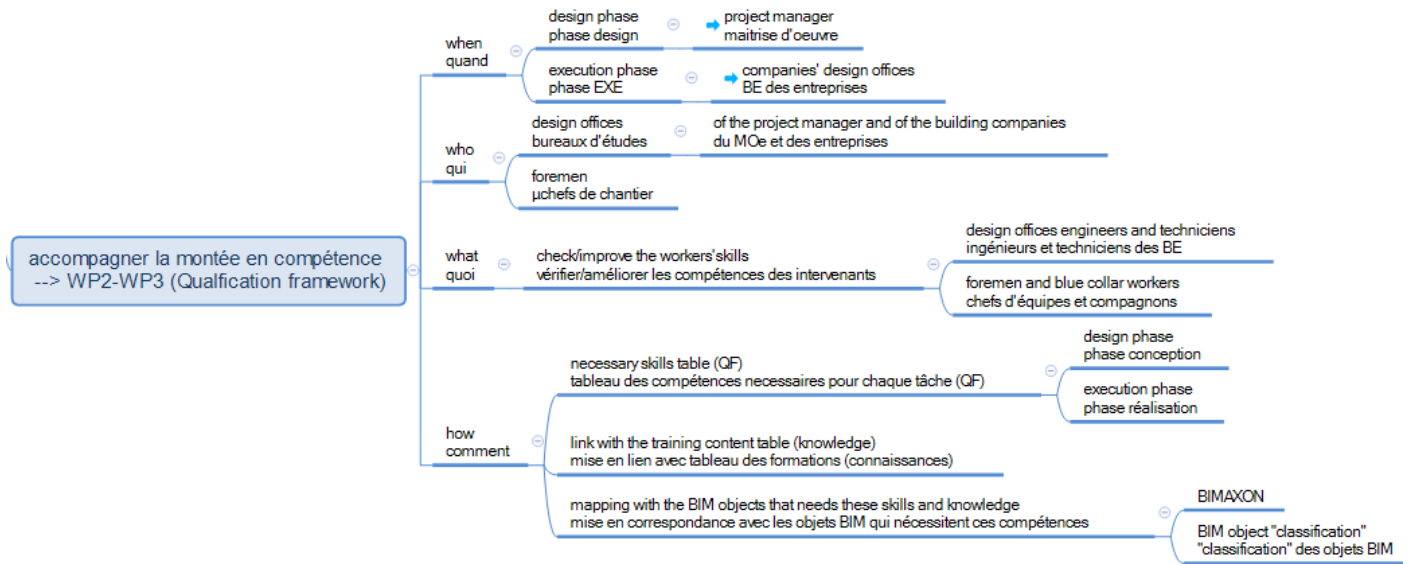 accompagner la montée en compétence
--> WP2-WP3 (Qualfication framework)
when
quand
design phase
phase design
project manager
maitrise d'oeuvre
execution phase
phase EXE
companies' design offices
BE des entreprises
who
qui
design offices
bureaux d'études
of the project manager and of the building companies
du MOe et des entreprises
foremen
µchefs de chantier
what
quoi
check/improve the workers'skills
vérifier/améliorer les compétences des intervenants
design offices engineers and techniciens
ingénieurs et techniciens des BE
foremen and blue collar workers
chefs d'équipes et compagnons
how
comment
necessary skills table (QF)
tableau des compétences necessaires pour chaque tâche (QF)
design phase
phase conception
execution phase
phase réalisation
link with the training content table (knowledge)
mise en lien avec tableau des formations (connaissances)
mapping with the BIM objects that needs these skills and knowledge
mise en correspondance avec les objets BIM qui nécessitent ces compétences
BIMAXON
BIM object "classification"
"classification" des objets BIM